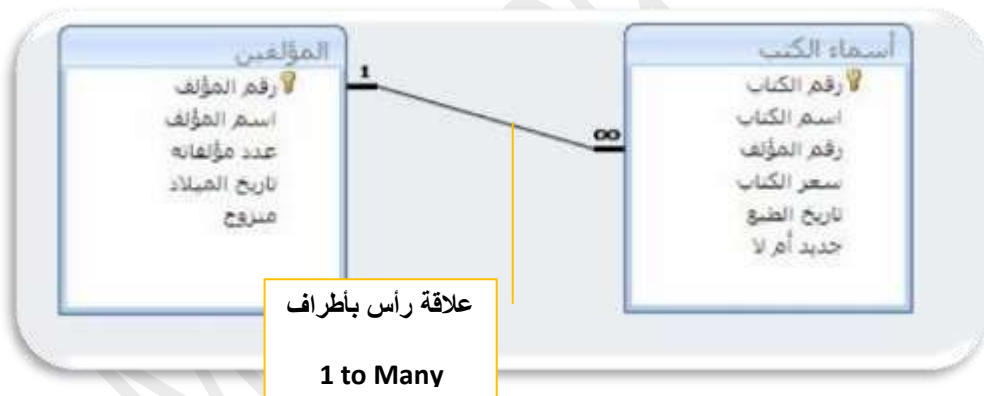 أسماء الكتب
رقم الكتاب
اسم الكتاب
رقم المؤلف
سعر الكتاب
تاريخ الطبع
جديد أم لا
∞
1
المؤلفين
رقم المؤلف
اسم المؤلف
عدد مؤلفاته
تاريخ الميلاد
متزوج
علاقة رأس بأطراف
1 to Many